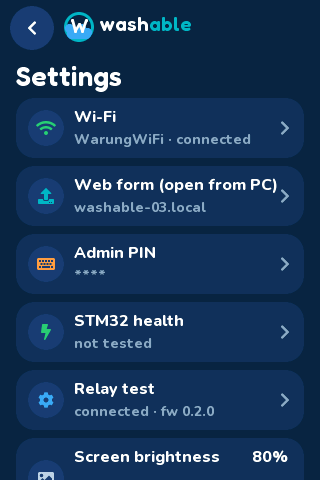 washable
Settings
Wi-Fi
WarungWiFi · connected
Web form (open from PC)
washable-03.local
Admin PIN
****
STM32 health
not tested
Relay test
connected · fw 0.2.0
Screen brightness 80%